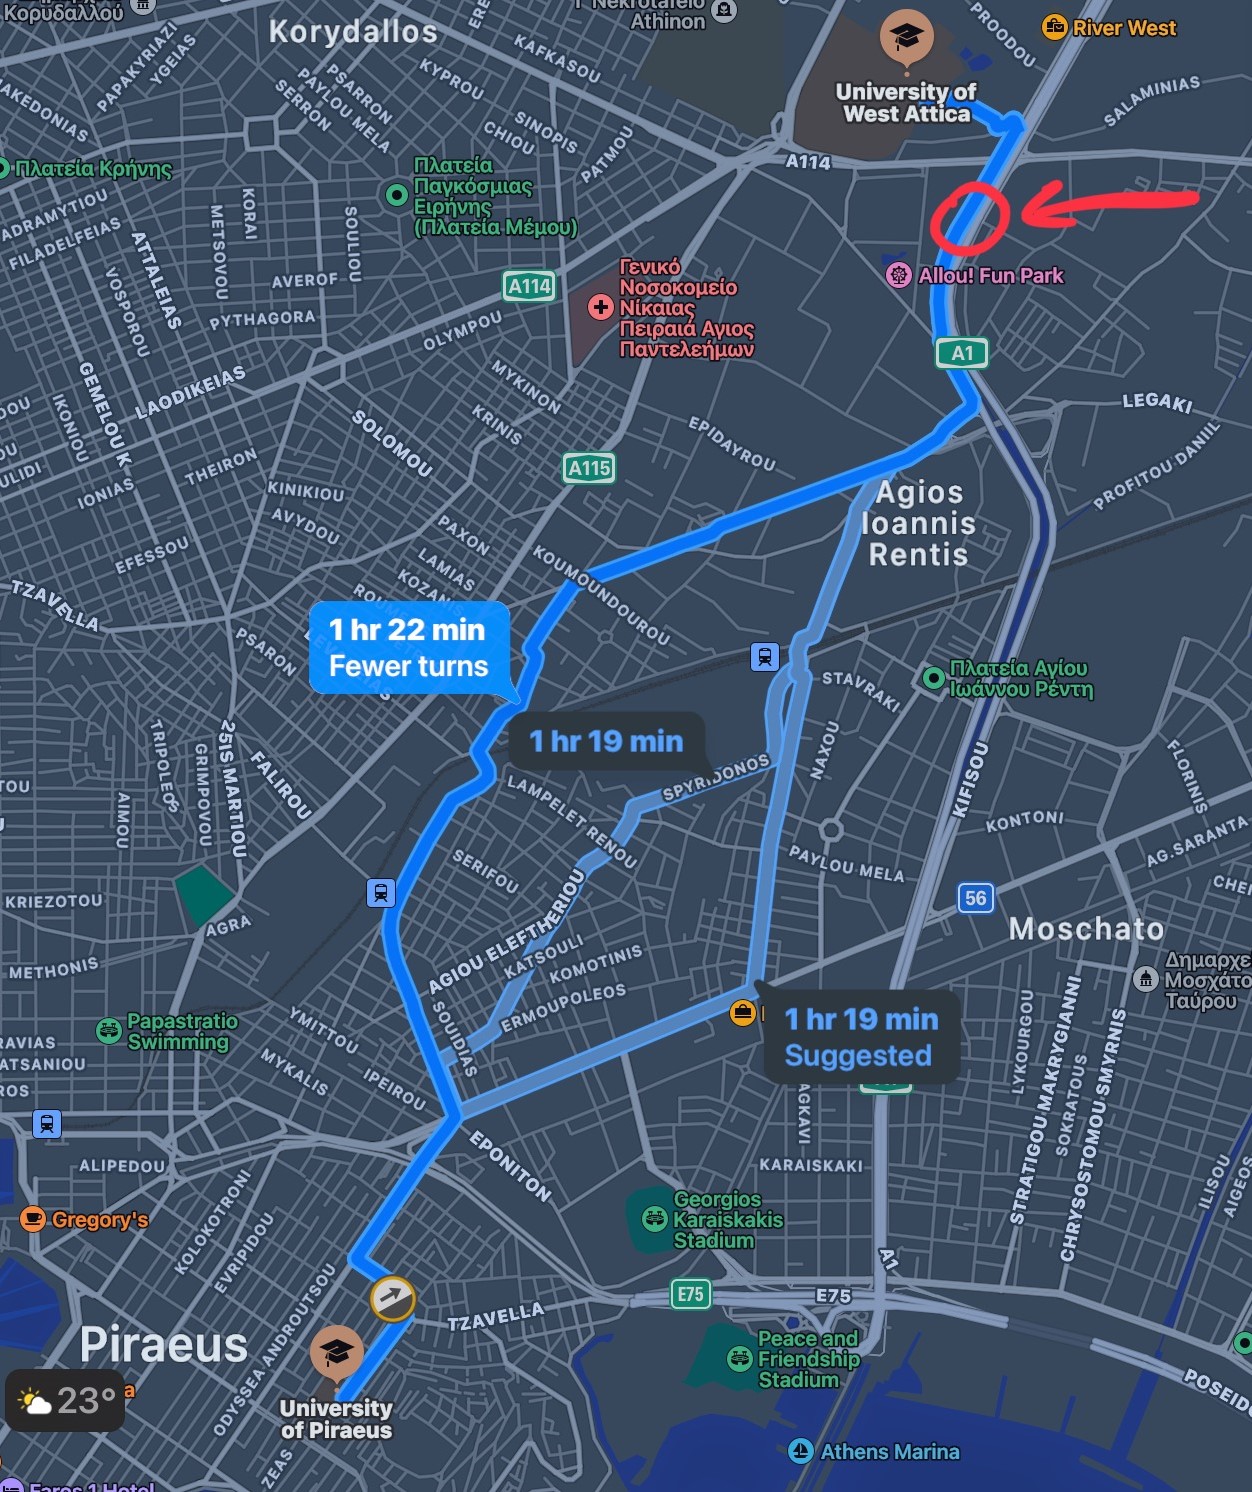 Κορυδαλλού
Korydallos
Nekrotafeio
Athinon
PROODOU
River West
KAFKASOU
PAPAKYRIAZI
YGEIAS
PSARRON
PAYLOU MELA
SERRON
KYPROU
University of
West Attica
SALAMINIAS
SINOPIS
CHIOU
PATMOU
A114
Πλατεία Κρήνης
Πλατεία
Παγκόσμιας
Ειρήνης
(Πλατεία Μέμου)
ADRAMYTIOU
FILADELFEIAS
KORAI
METSOVOU
SOULIOU
ATTALEIAS
VOSPOROU
AVEROF
PYTHAGORA
A114
OLYMPOU
Γενικό
Νοσοκομείο
Νίκαιας
Πειραιά Αγιος
Παντελεήμων
Allou! Fun Park
A1
GEMELOU K
LAODIKEIAS
IKONIOU
MYKINON
KRINIS
SOLOMOU
LEGAKI
EPIDAYROU
PROFITOU DANIIL
THEIRON
IONIAS
KINIKIOU
AVYDOU
A115
Agios
Ioannis
Rentis
PAXON
LAMIAS
KOZANIS
KOUMOUNDOUROU
EFESSOU
TZAVELLA
PSARON
1 hr 22 min
Fewer turns
STAVRAKI
Πλατεία Αγίου
Ιωάννου Ρέντη
1 hr 19 min
NAXOU
SPYRIDONOS
KIFISOU
FLORINIS
TRIPOLEOS
GRIMPOVOU
25IS MARTIOU
FALIROU
AIMOU
LAMPELET RENOU
SERIFOU
PAYLOU MELA
KONTONI
AG.SARANTA
56
KRIEZOTOU
AGRA
METHONIS
AGIOU ELEFTHERIOU
KATSOULI
KOMOTINIS
ERMOUPOLEOS
Moschato
Δημαρχε
Μοσχάτο
Ταύρου
Papastratio
Swimming
YMITTOU
MYKALIS
IPEIROU
SOUIDIAS
1 hr 19 min
Suggested
LYKOURGOU
STRATIGOU MAKRYGIANNI
SOKRATOUS
CHRYSOSTOMOU SMYRNIS
RAVIAS
ATSANIOU
ROS
ALIPEDOU
EPONITON
AGKAVI
KARAISKAKI
ILISOU
AIGEOS
Gregory's
KOLOKOTRONI
EVRIPIDOU
Georgios
Karaiskakis
Stadium
A1
E75
E75
TZAVELLA
ODYSSEA ANDROUTSOU
Piraeus
23°
University
of Piraeus
Peace and
Friendship
Stadium
POSEIDO
ZEAS
Athens Marina
Faros 1 Hotel